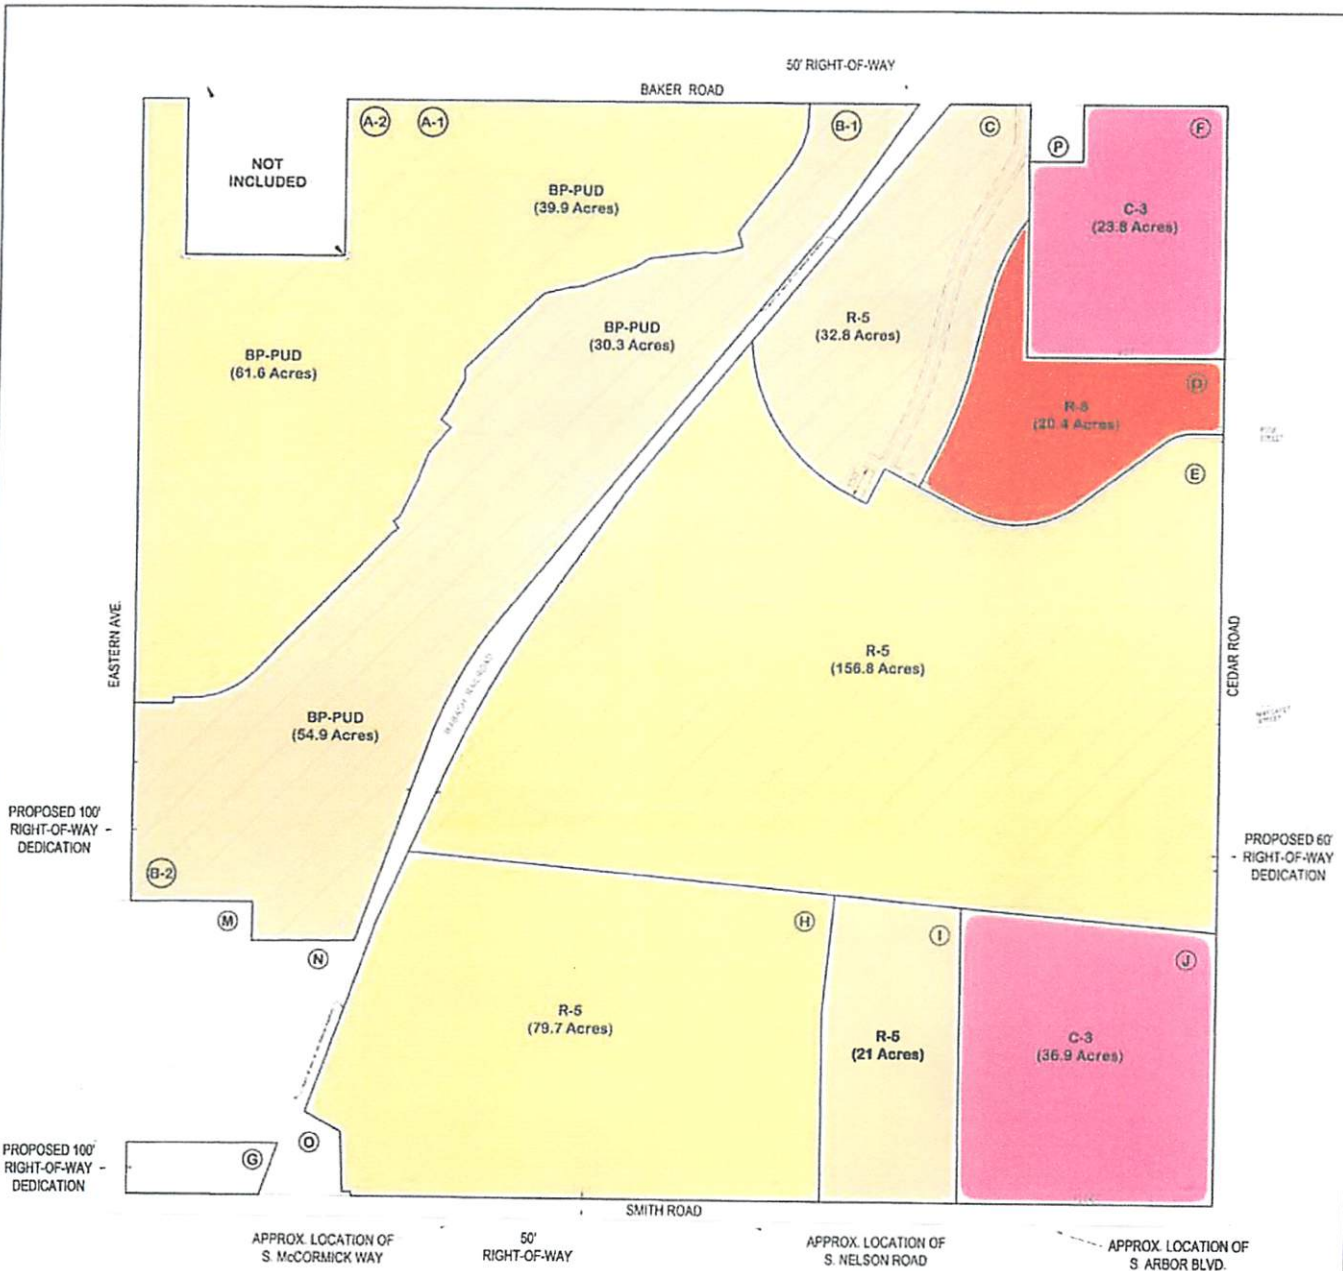 50' RIGHT-OF-WAY
BAKER ROAD
A-2
A-1
B-1
C
P
F
NOT
INCLUDED
BP-PUD
(39.9 Acres)
C-3
(23.8 Acres)
BP-PUD
(61.6 Acres)
BP-PUD
(30.3 Acres)
R-5
(32.8 Acres)
D
(20.4 Acres)
E
EASTERN AVE.
CEDAR ROAD
R-5
(156.8 Acres)
WABASH RAILROAD
BP-PUD
(54.9 Acres)
PROPOSED 100'
RIGHT-OF-WAY
DEDICATION
PROPOSED 60'
RIGHT-OF-WAY
DEDICATION
B-2
M
N
H
I
J
R-5
(79.7 Acres)
R-5
(21 Acres)
C-3
(36.9 Acres)
O
G
PROPOSED 100'
RIGHT-OF-WAY
DEDICATION
SMITH ROAD
APPROX. LOCATION OF
S. McCORMICK WAY
50'
RIGHT-OF-WAY
APPROX. LOCATION OF
S. NELSON ROAD
APPROX. LOCATION OF
S. ARBOR BLVD.